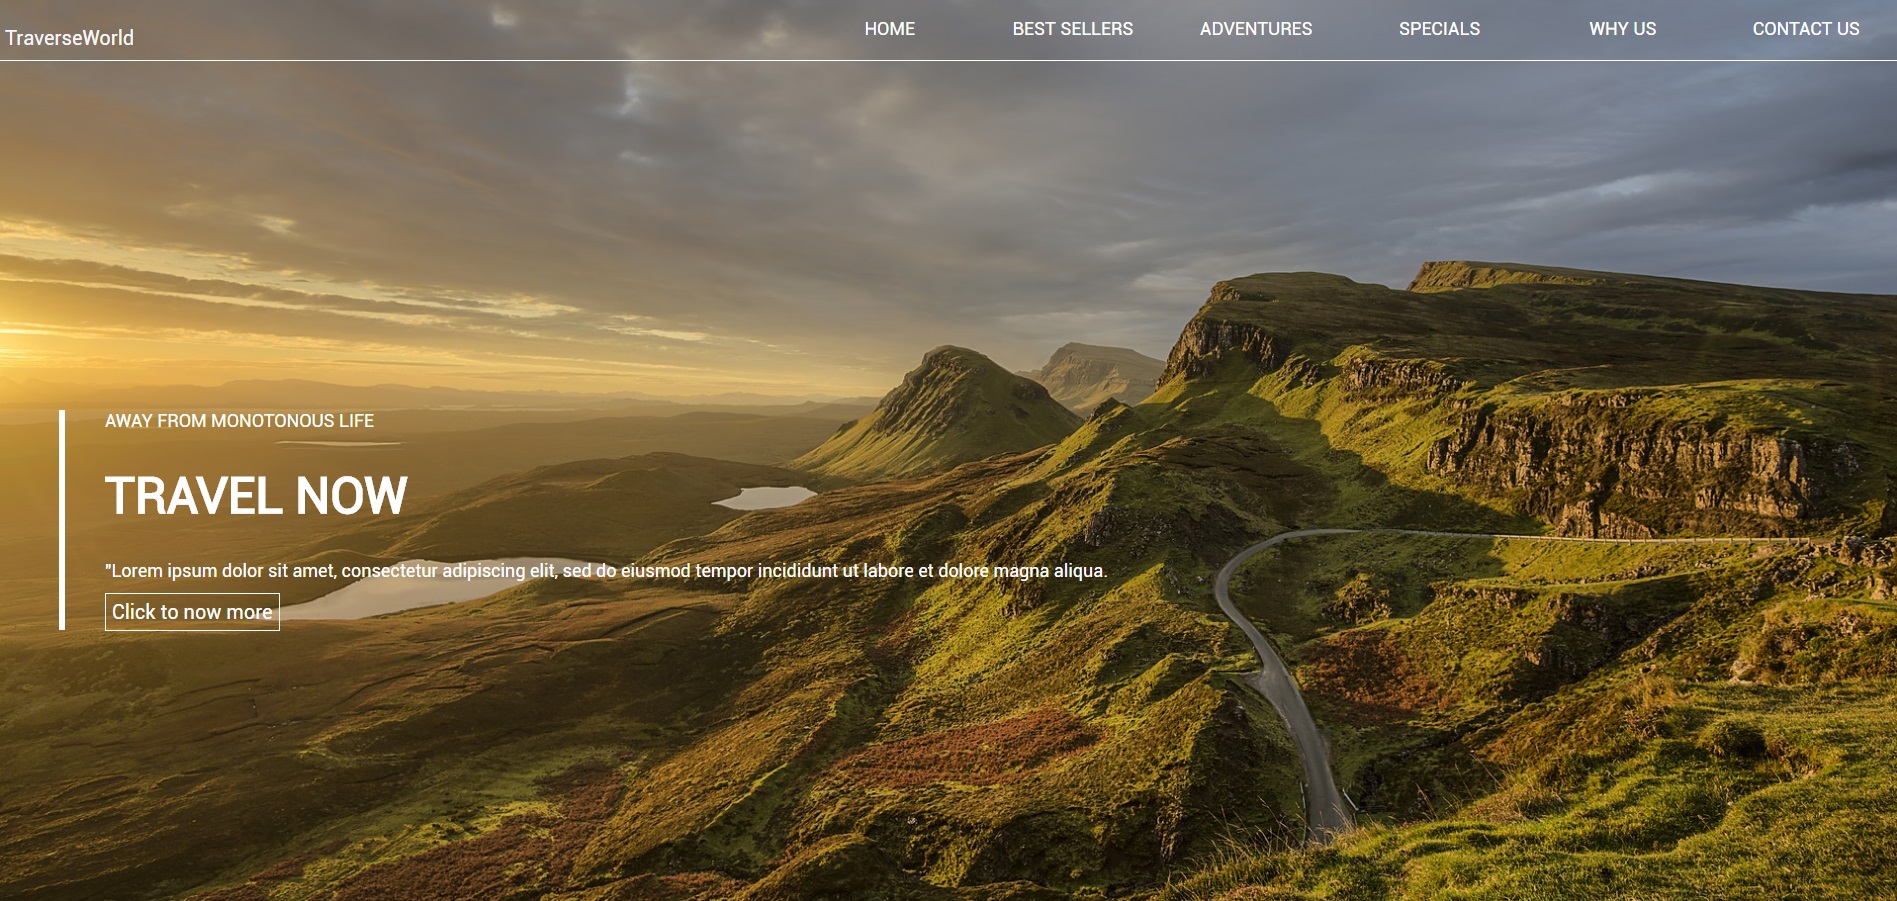 TraverseWorld
HOME BEST SELLERS ADVENTURES SPECIALS WHY US CONTACT US
AWAY FROM MONOTONOUS LIFE
TRAVEL NOW
"Lorem ipsum dolor sit amet, consectetur adipiscing elit, sed do eiusmod tempor incididunt ut labore et dolore magna aliqua.
Click to now more